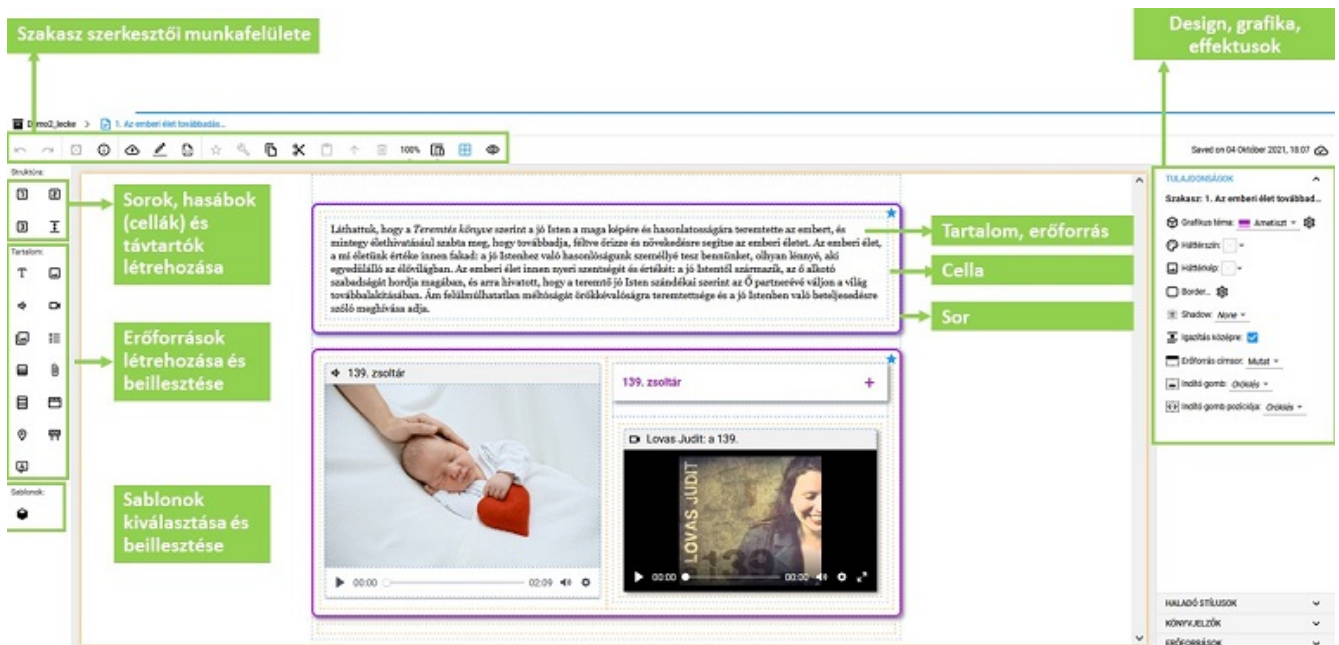 Szakasz szerkesztői munkafelülete
Design, grafika,
effektusok
Demo2_lecke > 1. Az emberi élet továbbadás...
100%
Saved on 04 Október 2021, 18:07
Struktúra:
Sorok, hasábok
(cellák) és
távtartók
létrehozása
Tartalom:
Erőforrások
létrehozása és
beillesztése
Sablonok:
Sablonok
kiválasztása és
beillesztése
Láthattuk, hogy a Teremtés könyve szerint a jó Isten a maga képére és hasonlatosságára teremtette az embert, és
mintegy élethivatásául szabta meg, hogy továbbadja, féltve őrizze és növekedésre segítse az emberi életet. Az emberi élet,
a mi életünk értéke innen fakad: a jó Istenhez való hasonlóságunk személlyé tesz bennünket, olyan lénnyé, aki
egyedülálló az élővilágban. Az emberi élet innen nyeri szentségét és értékét: a jó Istentől származik, az ő alkotó
szabadságát hordja magában, és arra hivatott, hogy a teremtő jó Isten szándékai szerint az Ő partnerévé váljon a világ
továbbalakításában. Ám felülmúlhatatlan méltóságát örökkévalóságra teremtettsége és a jó Istenben való beteljesedésre
szóló meghívása adja.
Tartalom, erőforrás
Cella
Sor
139. zsoltár
00:00
02:09
139. zsoltár
+
Lovas Judit: a 139.
LOVAS JUDIT
139
00:00
00:00
TULAJDONSÁGOK
Szakasz: 1. Az emberi élet továbbad...
Grafikus téma: Ametiszt
Háttérszín:
Háttérkép:
Border...
Shadow: None
Igazítás középre:
Erőforrás címsor: Mutat
Indító gomb: Öröklés
Indító gomb pozíciója: Öröklés
HALADÓ STÍLUSOK
KÖNYVJELZŐK
ERŐFORRÁSOK